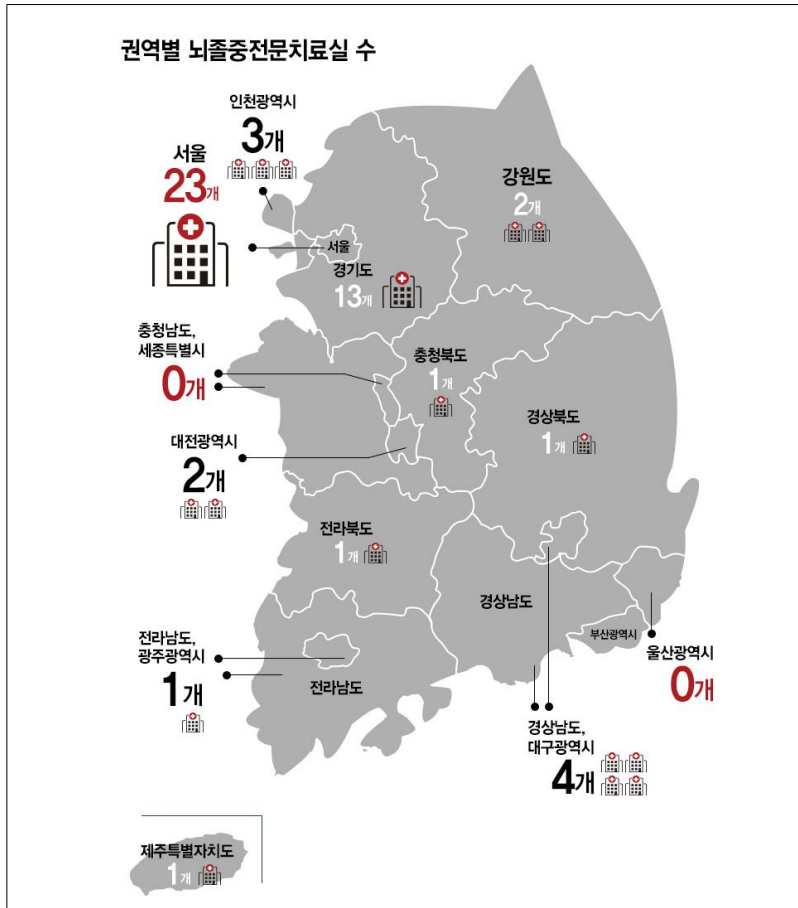 권역별 뇌졸중전문치료실 수
인천광역시
3개
서울
23개
강원도
2개
서울
경기도
13개
충청남도,
세종특별시
0개
충청북도
1개
경상북도
1개
대전광역시
2개
전라북도
1개
경상남도
부산광역시
울산광역시
0개
전라남도,
광주광역시
1개
전라남도
경상남도,
대구광역시
4개
제주특별자치도
1개